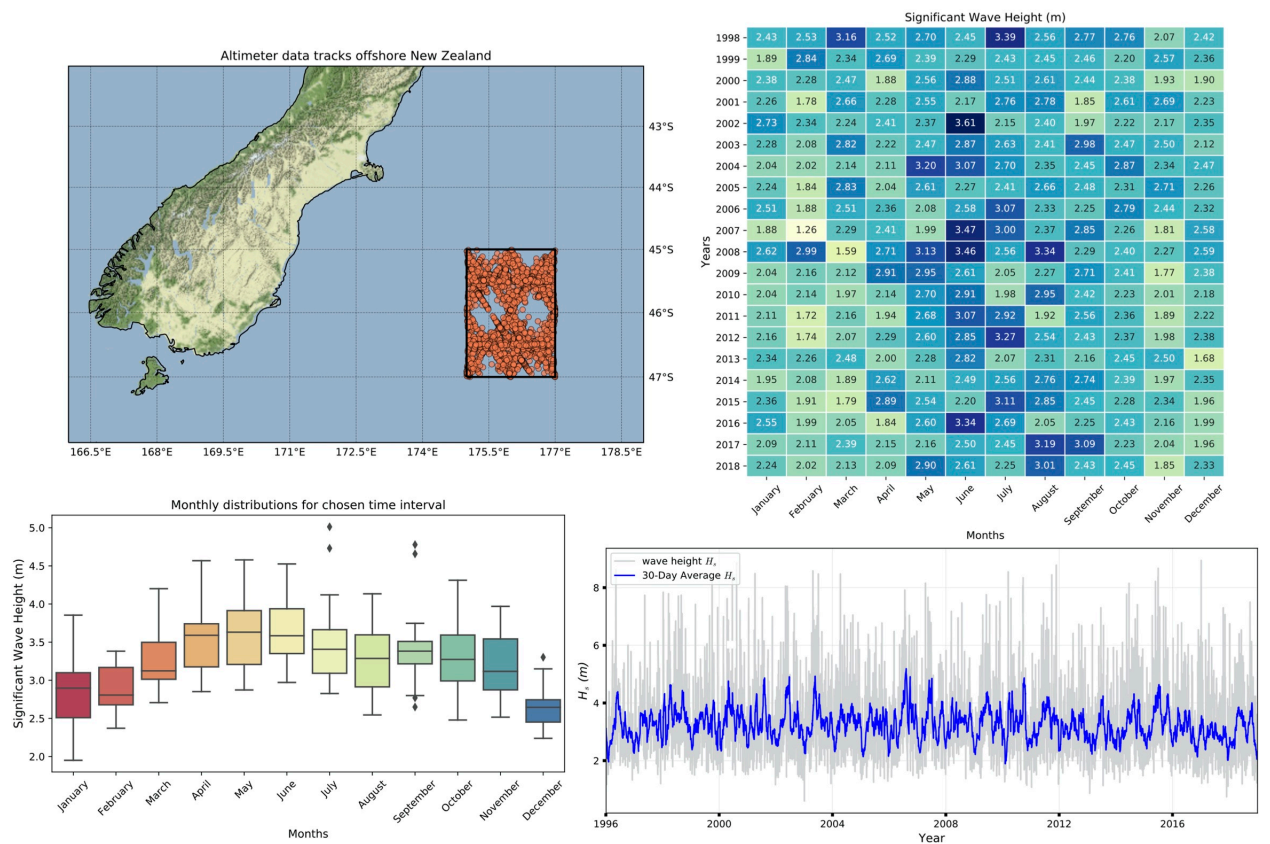 Altimeter data tracks offshore New Zealand
43°S
44°S
45°S
46°S
47°S
166.5°E 168°E 169.5°E 171°E 172.5°E 174°E 175.5°E 177°E 178.5°E
Significant Wave Height (m)
Years
1998 2.43 2.53 3.16 2.52 2.70 2.45 3.39 2.56 2.77 2.76 2.07 2.42
1999 1.89 2.84 2.34 2.69 2.39 2.29 2.43 2.45 2.46 2.20 2.57 2.36
2000 2.38 2.28 2.47 1.88 2.56 2.88 2.51 2.61 2.44 2.38 1.93 1.90
2001 2.26 1.78 2.66 2.28 2.55 2.17 2.76 2.78 1.85 2.61 2.69 2.23
2002 2.73 2.34 2.24 2.41 2.37 3.61 2.15 2.40 1.97 2.22 2.17 2.35
2003 2.28 2.08 2.82 2.22 2.47 2.87 2.63 2.41 2.98 2.47 2.50 2.12
2004 2.04 2.02 2.14 2.11 3.20 3.07 2.70 2.35 2.45 2.87 2.34 2.47
2005 2.24 1.84 2.83 2.04 2.61 2.27 2.41 2.66 2.48 2.31 2.71 2.26
2006 2.51 1.88 2.51 2.36 2.08 2.58 3.07 2.33 2.25 2.79 2.44 2.32
2007 1.88 1.26 2.29 2.41 1.99 3.47 3.00 2.37 2.85 2.26 1.81 2.58
2008 2.62 2.99 1.59 2.71 3.13 3.46 2.56 3.34 2.29 2.40 2.27 2.59
2009 2.04 2.16 2.12 2.91 2.95 2.61 2.05 2.27 2.71 2.41 1.77 2.38
2010 2.04 2.14 1.97 2.14 2.70 2.91 1.98 2.95 2.42 2.23 2.01 2.18
2011 2.11 1.72 2.16 1.94 2.68 3.07 2.92 1.92 2.56 2.36 1.89 2.22
2012 2.16 1.74 2.07 2.29 2.60 2.85 3.27 2.54 2.43 2.37 1.98 2.38
2013 2.34 2.26 2.48 2.00 2.28 2.82 2.07 2.31 2.16 2.45 2.50 1.68
2014 1.95 2.08 1.89 2.62 2.11 2.49 2.56 2.76 2.74 2.39 1.97 2.35
2015 2.36 1.91 1.79 2.89 2.54 2.20 3.11 2.85 2.45 2.28 2.34 1.96
2016 2.55 1.99 2.05 1.84 2.60 3.34 2.69 2.05 2.25 2.43 2.16 1.99
2017 2.09 2.11 2.39 2.15 2.16 2.50 2.45 3.19 3.09 2.23 2.04 1.96
2018 2.24 2.02 2.13 2.09 2.90 2.61 2.25 3.01 2.43 2.45 1.85 2.33
January February March April May June July August September October November December
Months
Monthly distributions for chosen time interval
Significant Wave Height (m)
5.0
4.5
4.0
3.5
3.0
2.5
2.0
January February March April May June July August September October November December
Months
wave height Hₛ
30-Day Average Hₛ
Hₛ (m)
8
6
4
2
1996 2000 2004 2008 2012 2016
Year